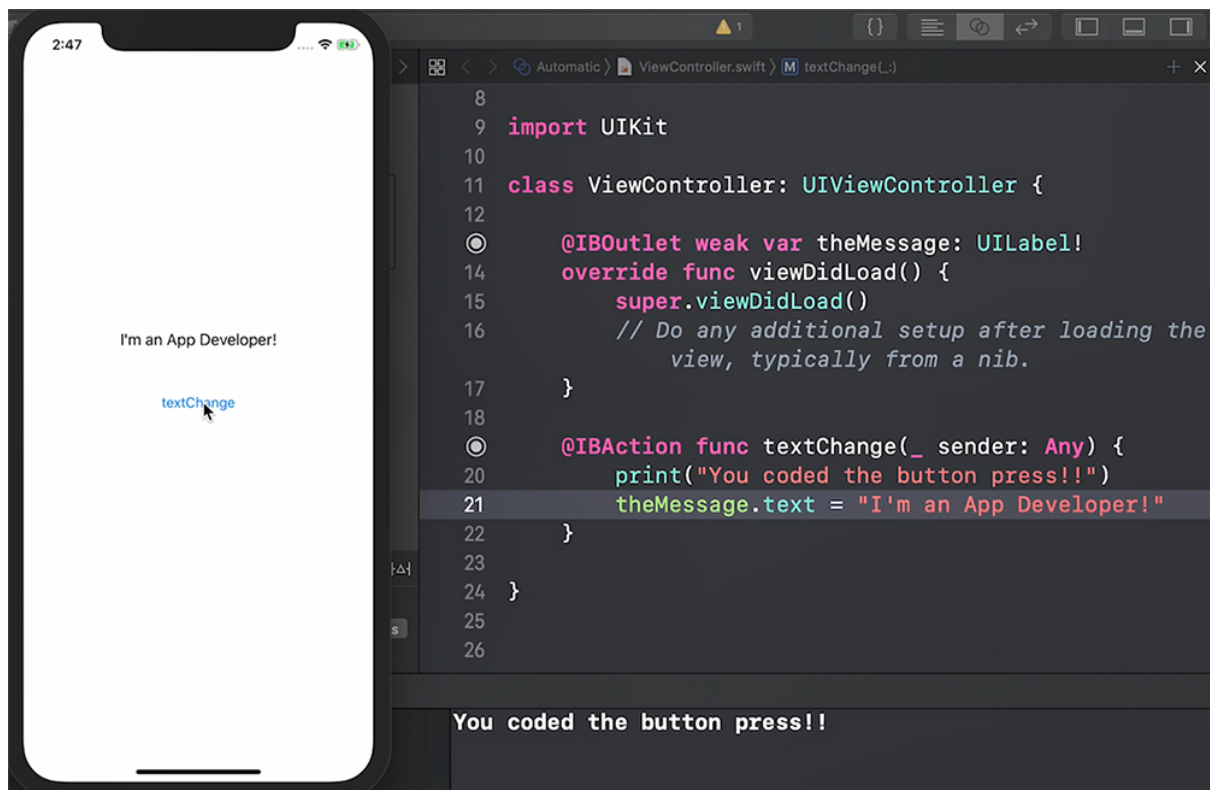 2:47
I'm an App Developer!
textChange
1
{}
Automatic ViewController.swift M textChange(_:)
8
9 import UIKit
10
11 class ViewController: UIViewController {
12
@IBOutlet weak var theMessage: UILabel!
14 override func viewDidLoad() {
15 super.viewDidLoad()
16 // Do any additional setup after loading the
view, typically from a nib.
17 }
18
@IBAction func textChange(_ sender: Any) {
20 print("You coded the button press!!")
21 theMessage.text = "I'm an App Developer!"
22 }
23
24 }
25
26
s
You coded the button press!!